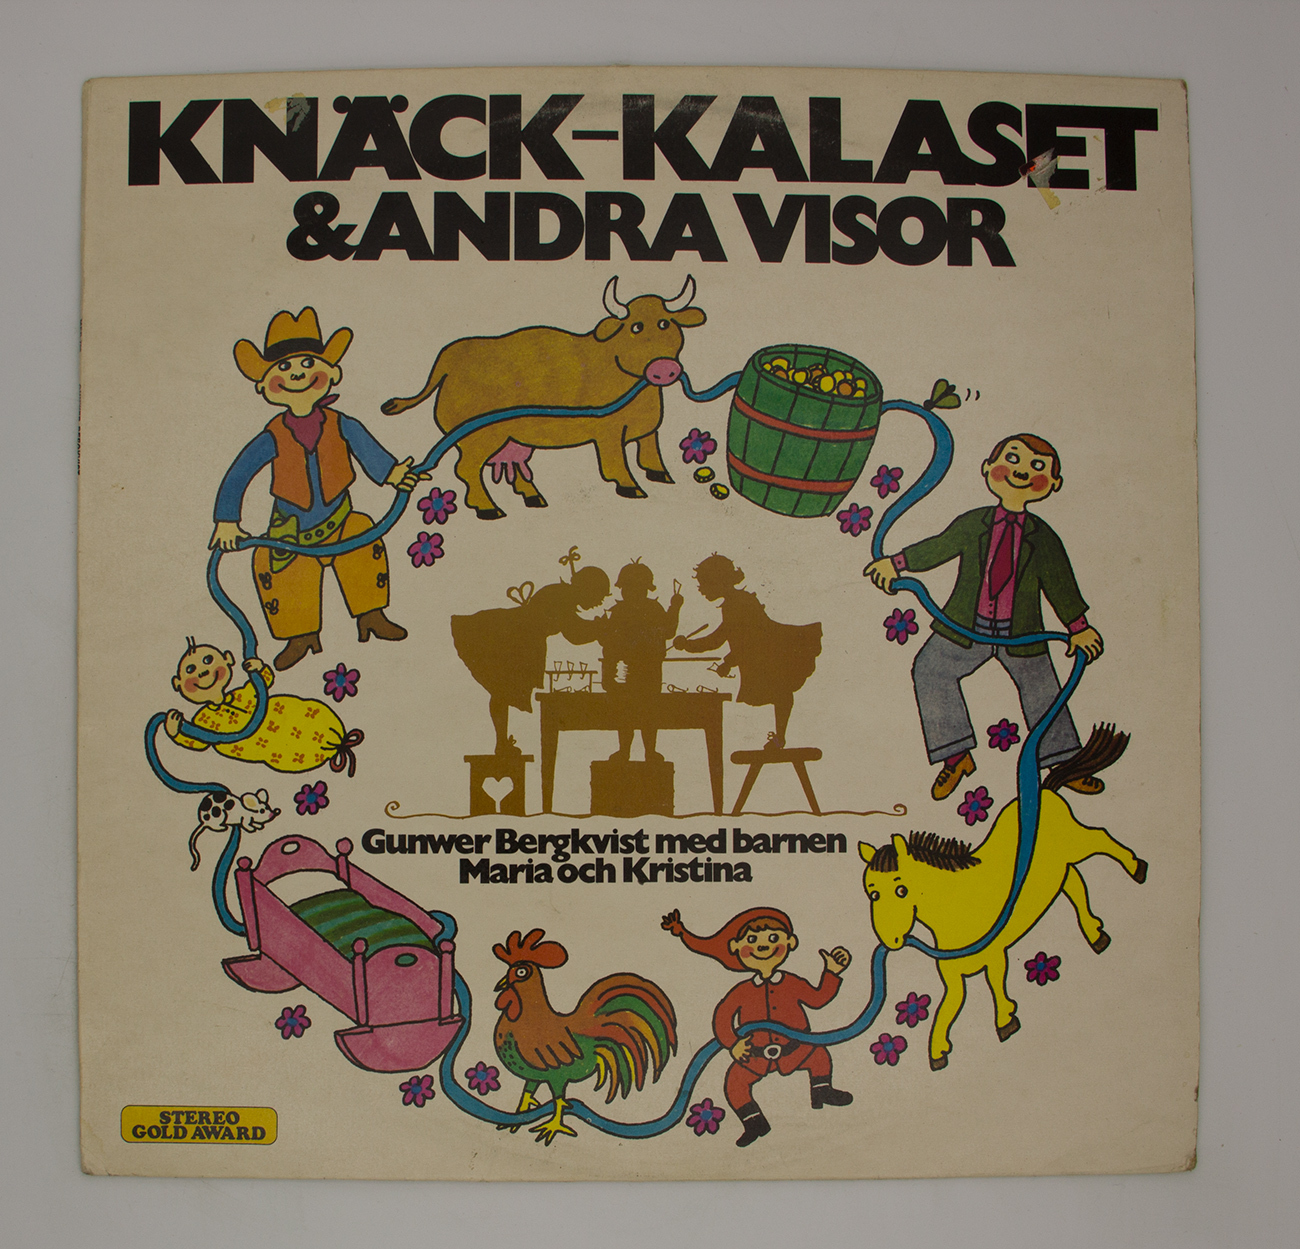 KNÄCK-KALASET
&ANDRA VISOR
Gunwer Bergkvist med barnen
Maria och Kristina
STEREO
GOLD AWARD